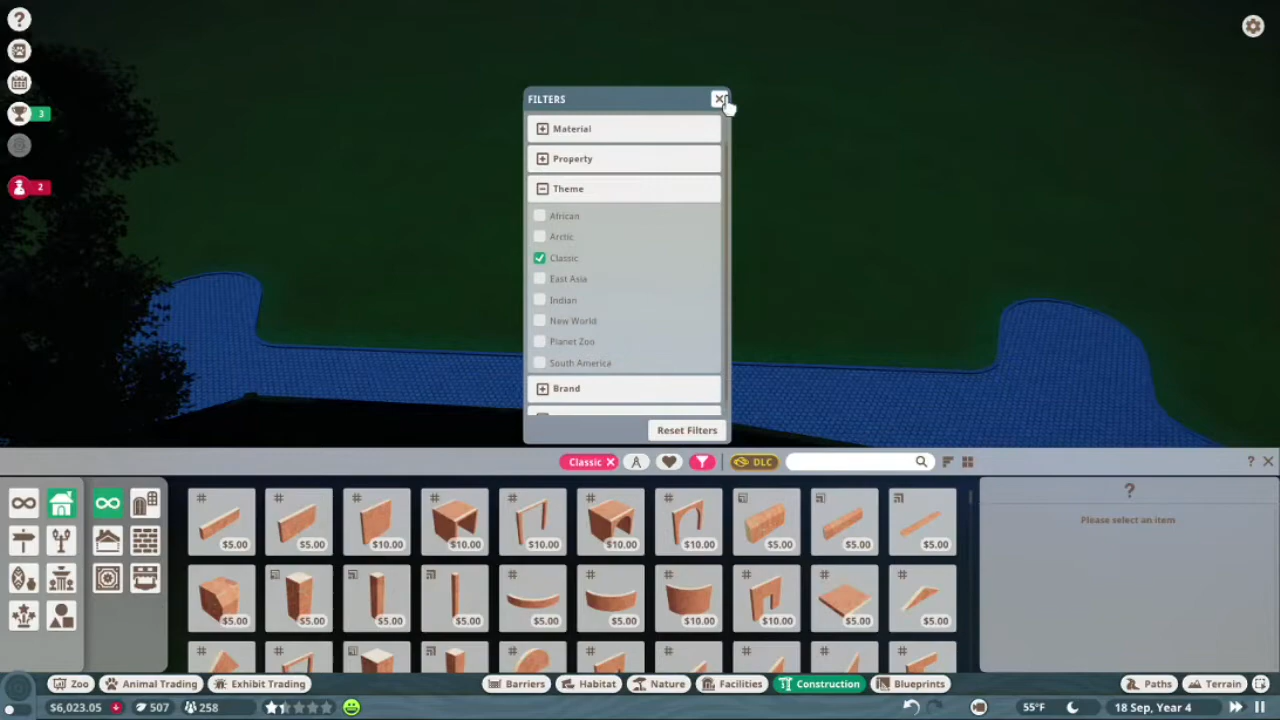 ?
3
2
FILTERS
Material
Property
Theme
African
Arctic
Classic
East Asia
Indian
New World
Planet Zoo
South America
Brand
Reset Filters
Classic
DLC
?
$5.00 $5.00 $10.00 $10.00 $10.00 $10.00 $10.00 $5.00 $5.00 $5.00
$5.00 $5.00 $5.00 $5.00 $5.00 $5.00 $10.00 $10.00 $5.00 $5.00
?
Please select an item
Zoo
Animal Trading
Exhibit Trading
Barriers
Habitat
Nature
Facilities
Construction
Blueprints
Paths
Terrain
$6,023.05
507
258
55°F
18 Sep, Year 4